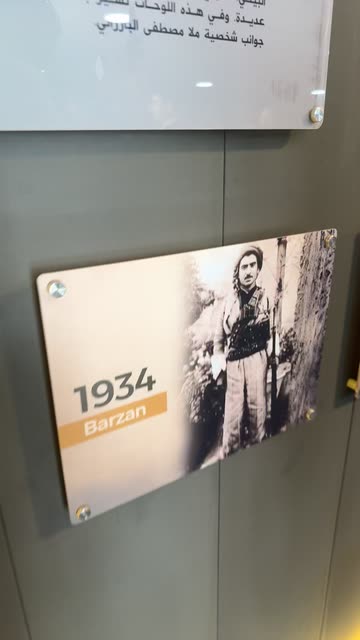 عديدة. وفي هذه اللوحات
جوانب شخصية ملا مصطفى البارزاني.
1934
Barzan